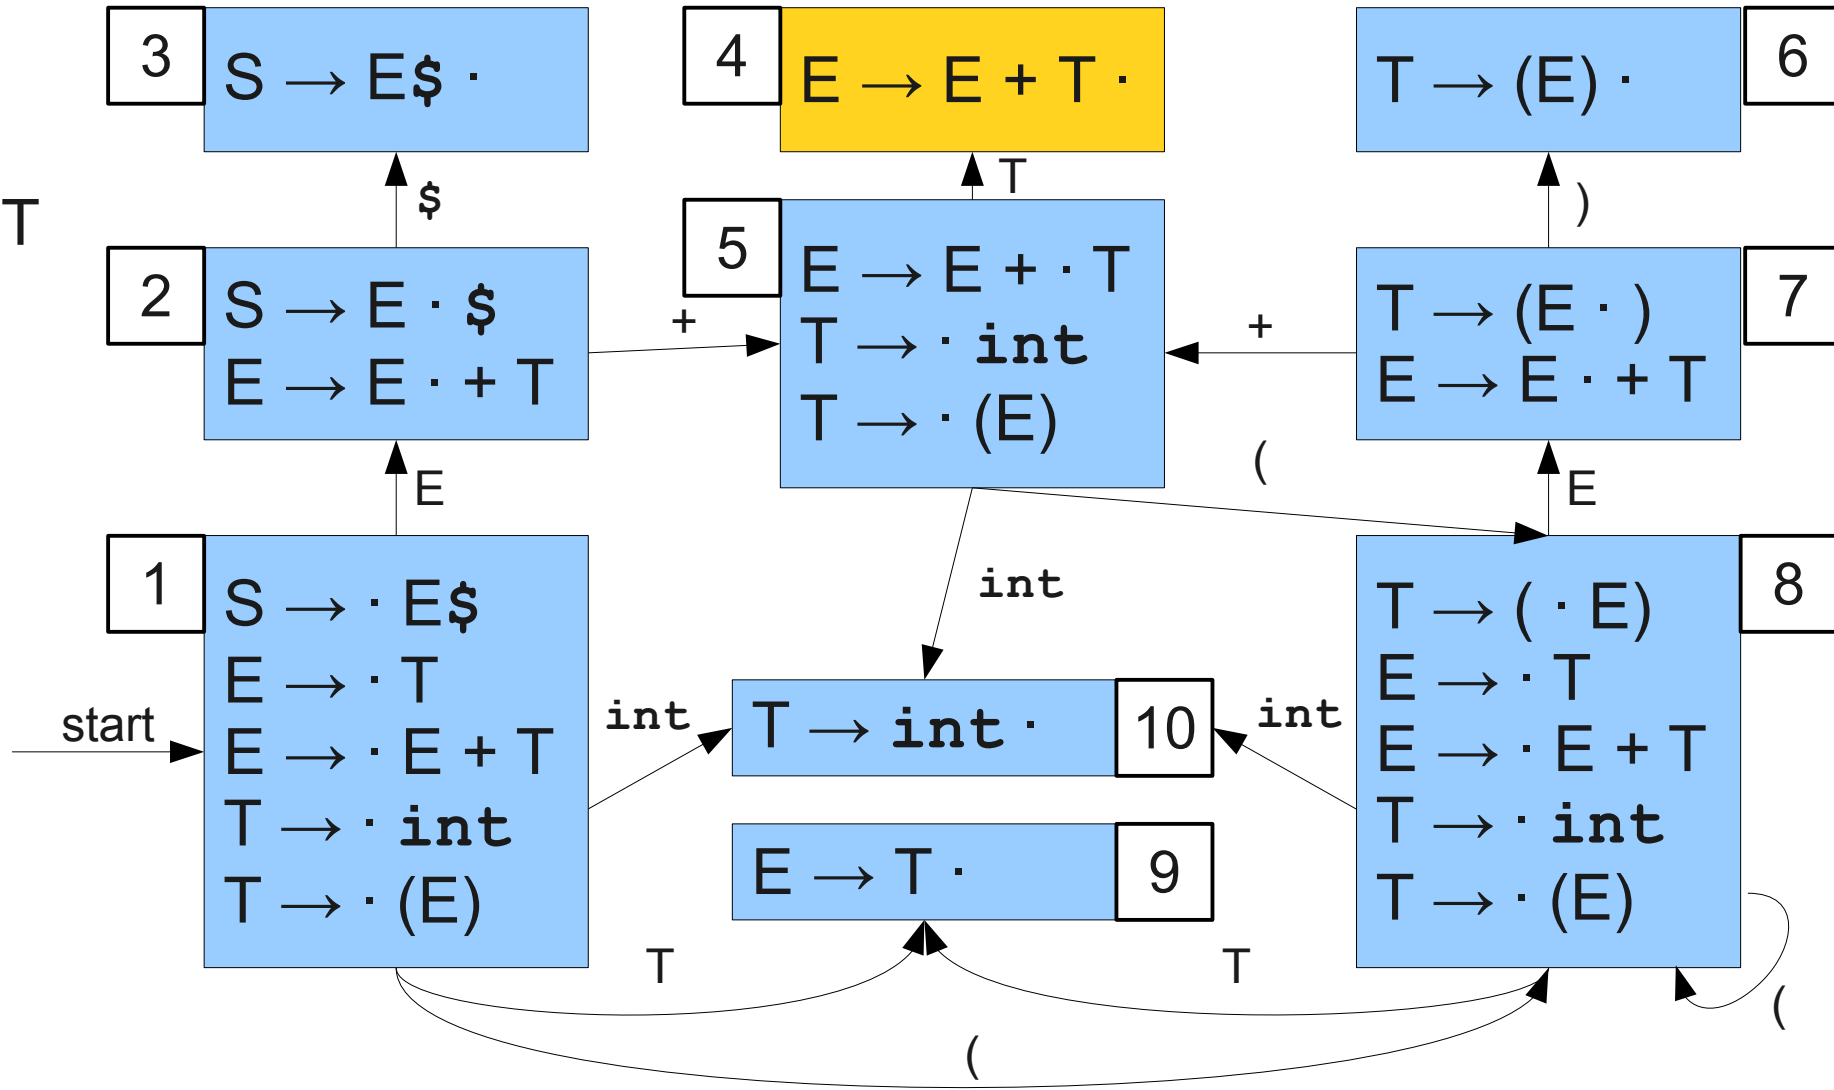 3
S → E$ ·
4
E → E + T ·
6
T → (E) ·
$
T
)
T
2
S → E · $
E → E · + T
+
5
E → E + · T
T → · int
T → · (E)
+
7
T → (E · )
E → E · + T
E
(
E
1
S → · E$
E → · T
E → · E + T
T → · int
T → · (E)
start
int
int
T → int ·
10
int
E → T ·
9
8
T → ( · E)
E → · T
E → · E + T
T → · int
T → · (E)
T
T
(
(